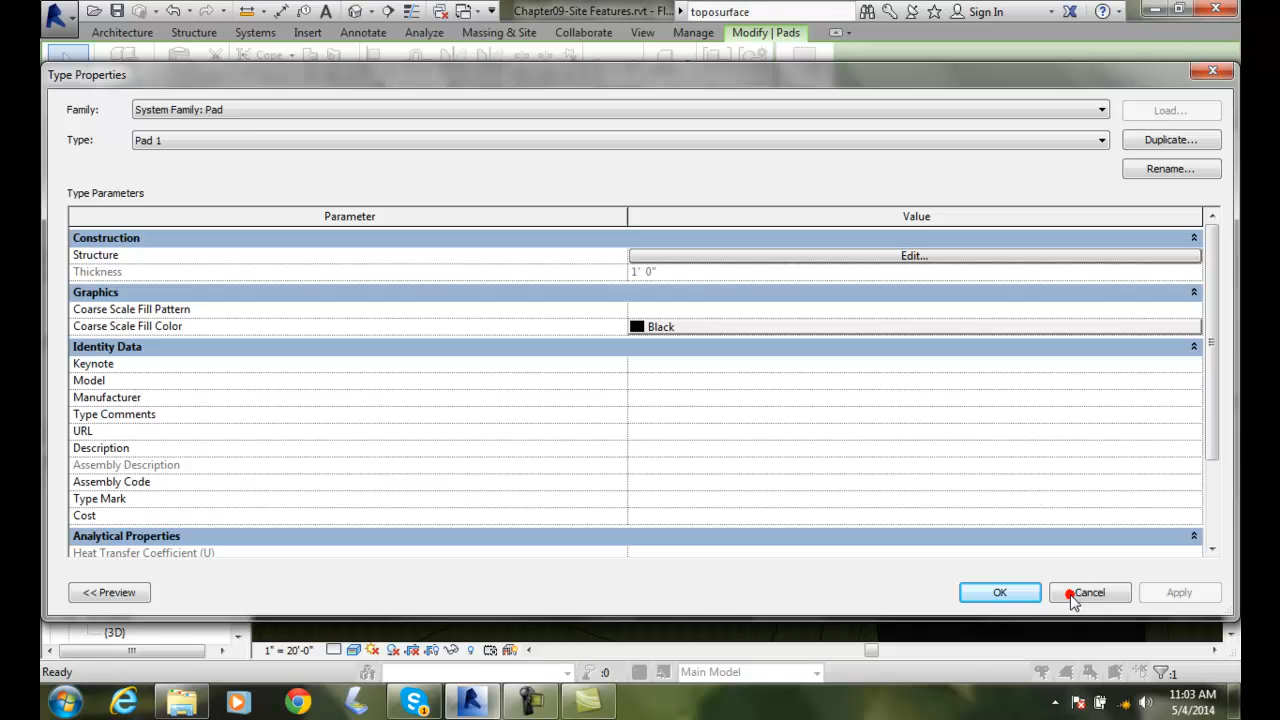 Chapter09-Site Features.rvt - Fl...
toposurface
Sign In
Architecture Structure Systems Insert Annotate Analyze Massing & Site Collaborate View Manage Modify | Pads
Cope
Type Properties
Family: System Family: Pad Load...
Type: Pad 1 Duplicate...
Rename...
Type Parameters
Parameter Value
Construction
Structure Edit...
Thickness 1' 0"
Graphics
Coarse Scale Fill Pattern
Coarse Scale Fill Color Black
Identity Data
Keynote
Model
Manufacturer
Type Comments
URL
Description
Assembly Description
Assembly Code
Type Mark
Cost
Analytical Properties
Heat Transfer Coefficient (U)
<< Preview OK Cancel Apply
{3D}
1" = 20'-0"
Ready :0 Main Model :1
11:03 AM
5/4/2014